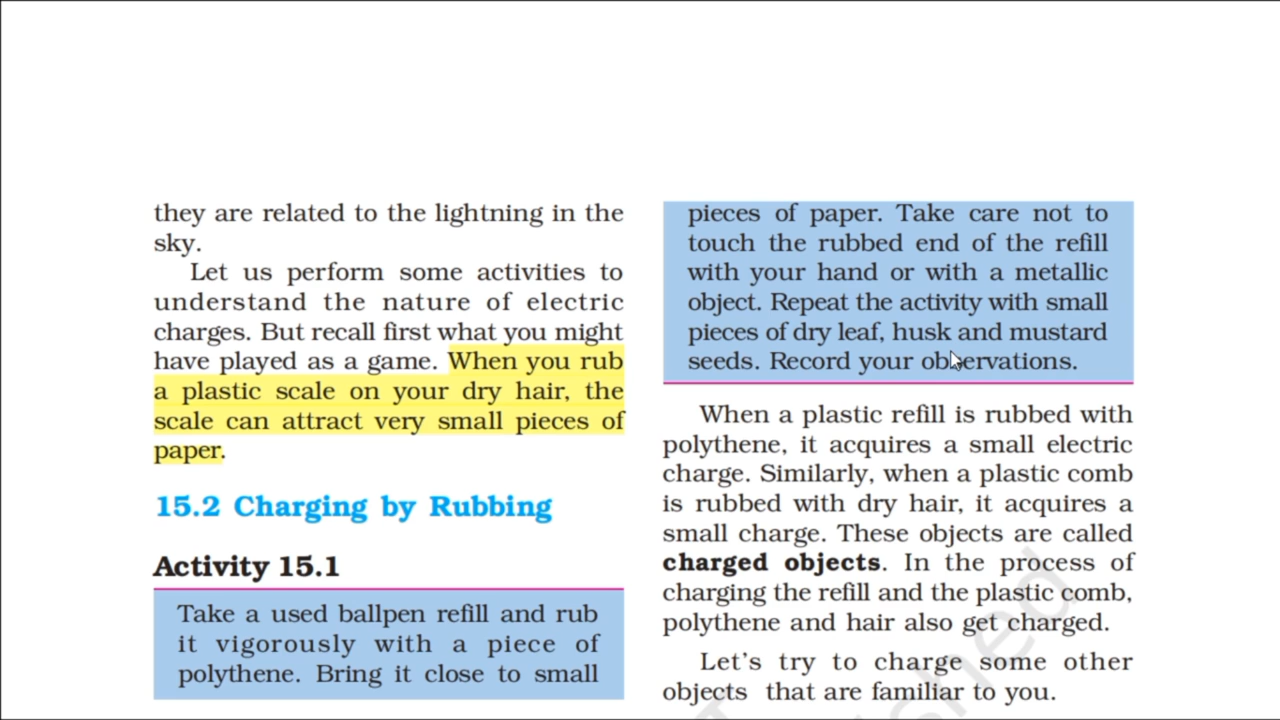 they are related to the lightning in the
sky.
Let us perform some activities to
understand the nature of electric
charges. But recall first what you might
have played as a game. When you rub
a plastic scale on your dry hair, the
scale can attract very small pieces of
paper.
15.2 Charging by Rubbing
Activity 15.1
Take a used ballpen refill and rub
it vigorously with a piece of
polythene. Bring it close to small
pieces of paper. Take care not to
touch the rubbed end of the refill
with your hand or with a metallic
object. Repeat the activity with small
pieces of dry leaf, husk and mustard
seeds. Record your observations.
When a plastic refill is rubbed with
polythene, it acquires a small electric
charge. Similarly, when a plastic comb
is rubbed with dry hair, it acquires a
small charge. These objects are called
charged objects. In the process of
charging the refill and the plastic comb,
polythene and hair also get charged.
Let's try to charge some other
objects that are familiar to you.